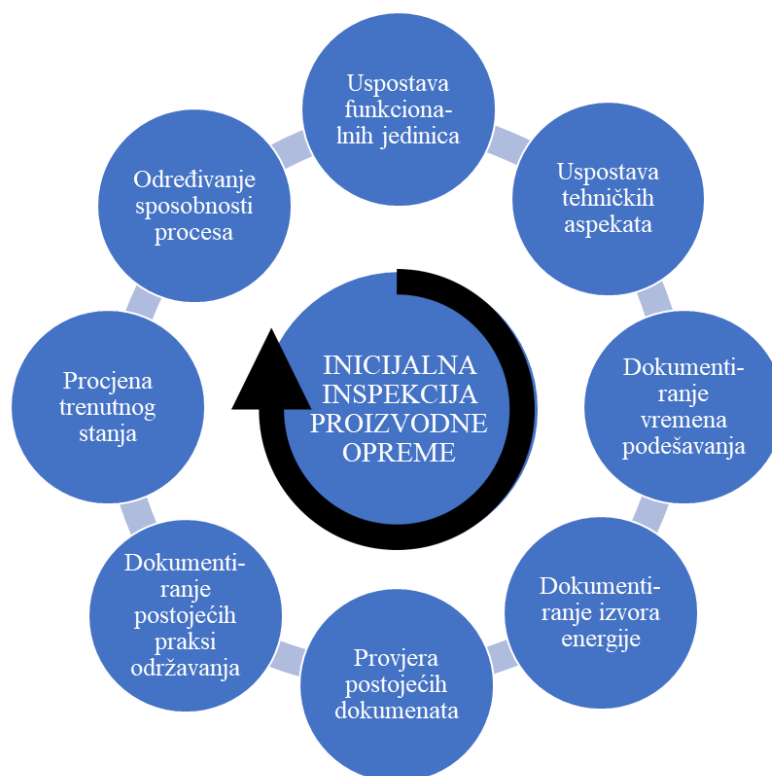 Uspostava
funkciona-
lnih jedinica
Uspostava
tehničkih
aspekata
Dokumenti-
ranje
vremena
podešavanja
Dokumenti-
ranje izvora
energije
Provjera
postojećih
dokumenata
Dokumenti-
ranje
postojećih
praksi
održavanja
Procjena
trenutnog
stanja
Određivanje
sposobnosti
procesa
INICIJALNA
INSPEKCIJA
PROIZVODNE
OPREME